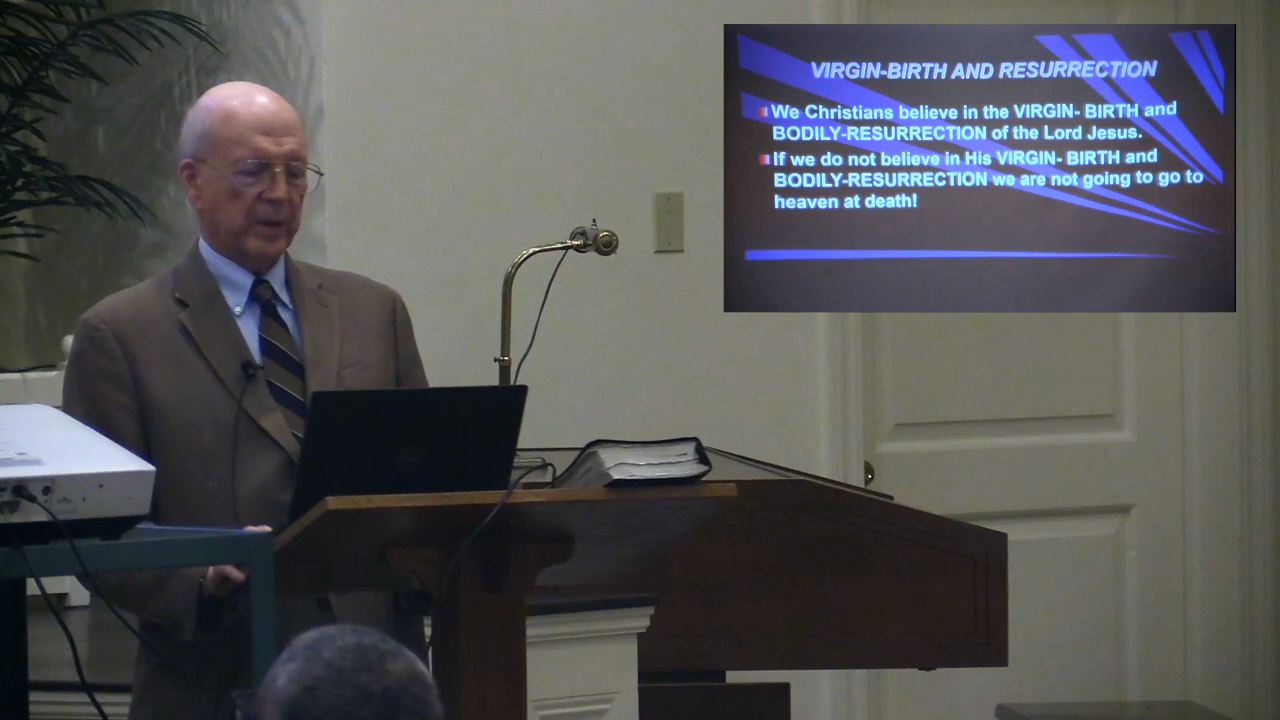 VIRGIN-BIRTH AND RESURRECTION
We Christians believe in the VIRGIN- BIRTH and
BODILY-RESURRECTION of the Lord Jesus.
If we do not believe in His VIRGIN- BIRTH and
BODILY-RESURRECTION we are not going to go to
heaven at death!